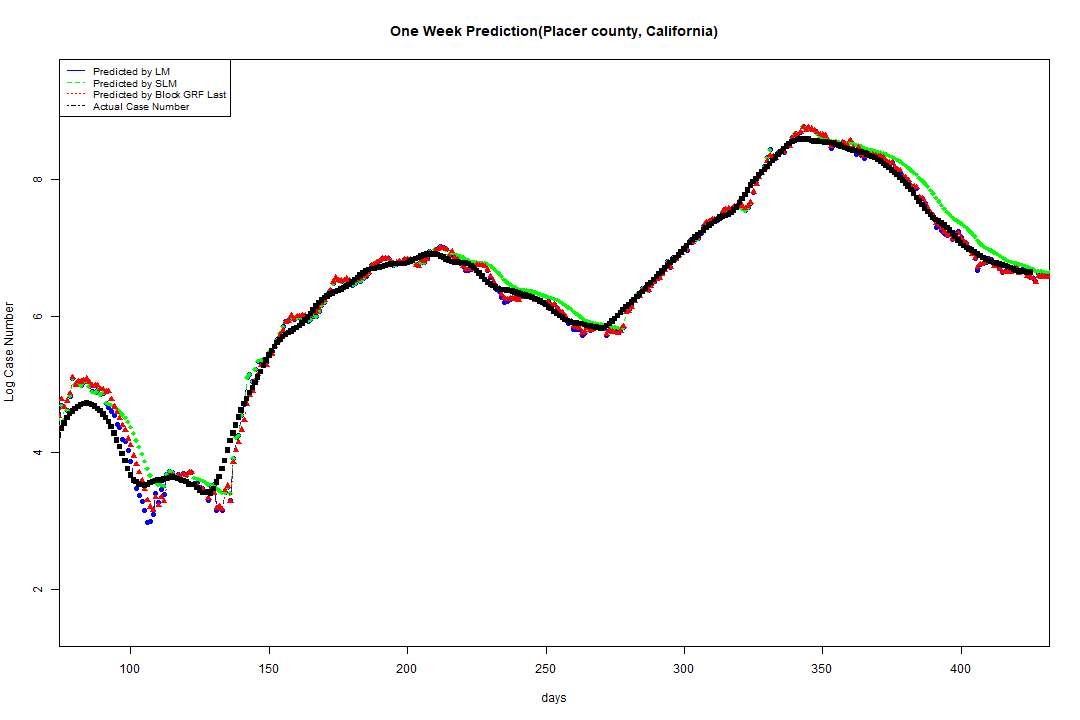 One Week Prediction(Placer county, California)
Predicted by LM
Predicted by SLM
Predicted by Block GRF Last
Actual Case Number
8
6
4
2
Log Case Number
100 150 200 250 300 350 400
days